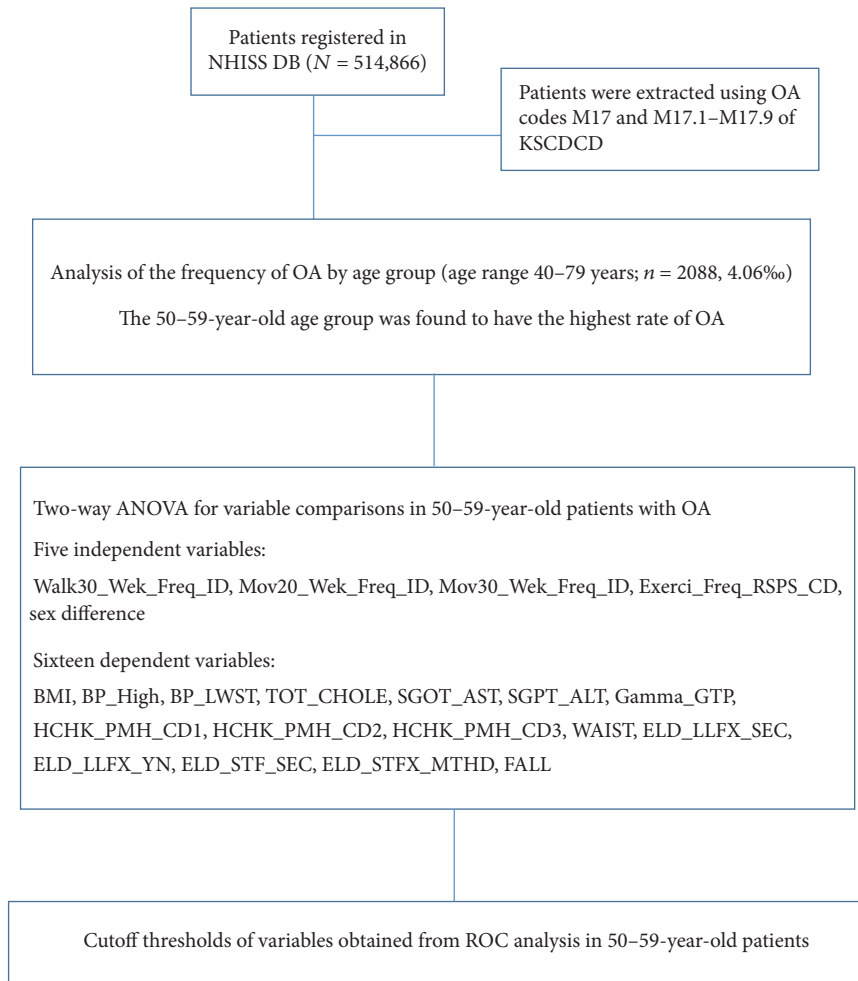 Patients registered in
NHISS DB (N = 514,866)
Patients were extracted using OA
codes M17 and M17.1–M17.9 of
KSCDCD
Analysis of the frequency of OA by age group (age range 40–79 years; n = 2088, 4.06‰)
The 50–59-year-old age group was found to have the highest rate of OA
Two-way ANOVA for variable comparisons in 50–59-year-old patients with OA
Five independent variables:
Walk30_Wek_Freq_ID, Mov20_Wek_Freq_ID, Mov30_Wek_Freq_ID, Exerci_Freq_RSPS_CD,
sex difference
Sixteen dependent variables:
BMI, BP_High, BP_LWST, TOT_CHOLE, SGOT_AST, SGPT_ALT, Gamma_GTP,
HCHK_PMH_CD1, HCHK_PMH_CD2, HCHK_PMH_CD3, WAIST, ELD_LLFX_SEC,
ELD_LLFX_YN, ELD_STF_SEC, ELD_STFX_MTHD, FALL
Cutoff thresholds of variables obtained from ROC analysis in 50–59-year-old patients